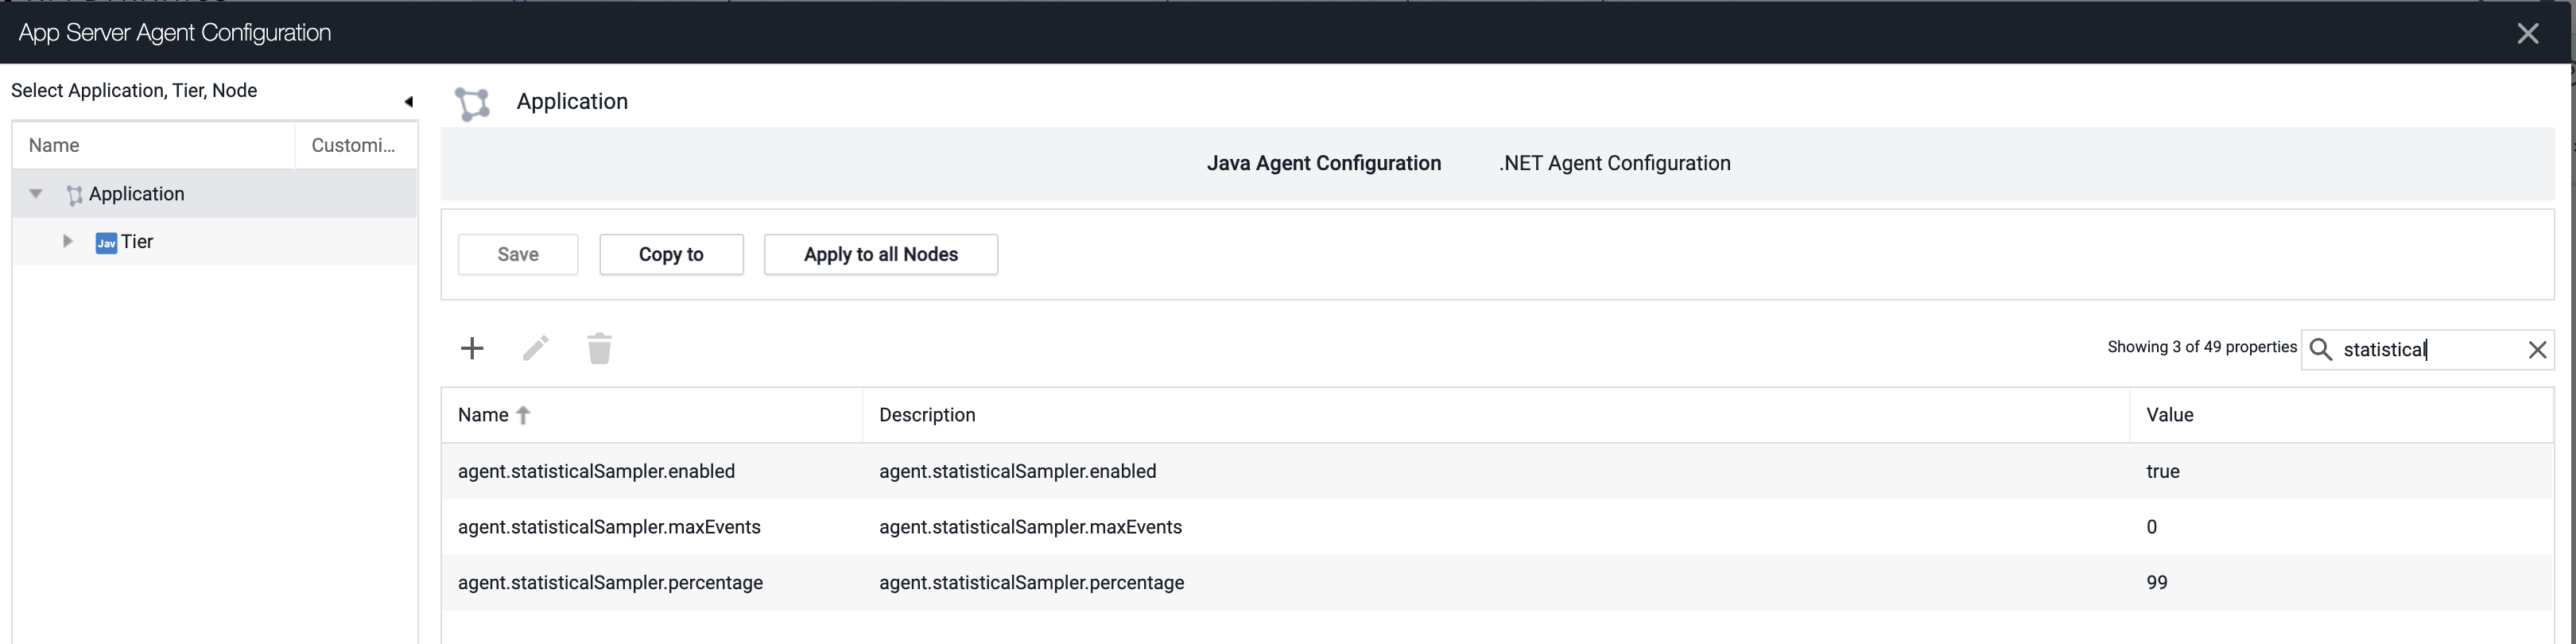 App Server Agent Configuration
Select Application, Tier, Node
Name Customi...
Application
Jav Tier
Application
Java Agent Configuration .NET Agent Configuration
Save Copy to Apply to all Nodes
Showing 3 of 49 properties statistical
Name Description Value
agent.statisticalSampler.enabled agent.statisticalSampler.enabled true
agent.statisticalSampler.maxEvents agent.statisticalSampler.maxEvents 0
agent.statisticalSampler.percentage agent.statisticalSampler.percentage 99